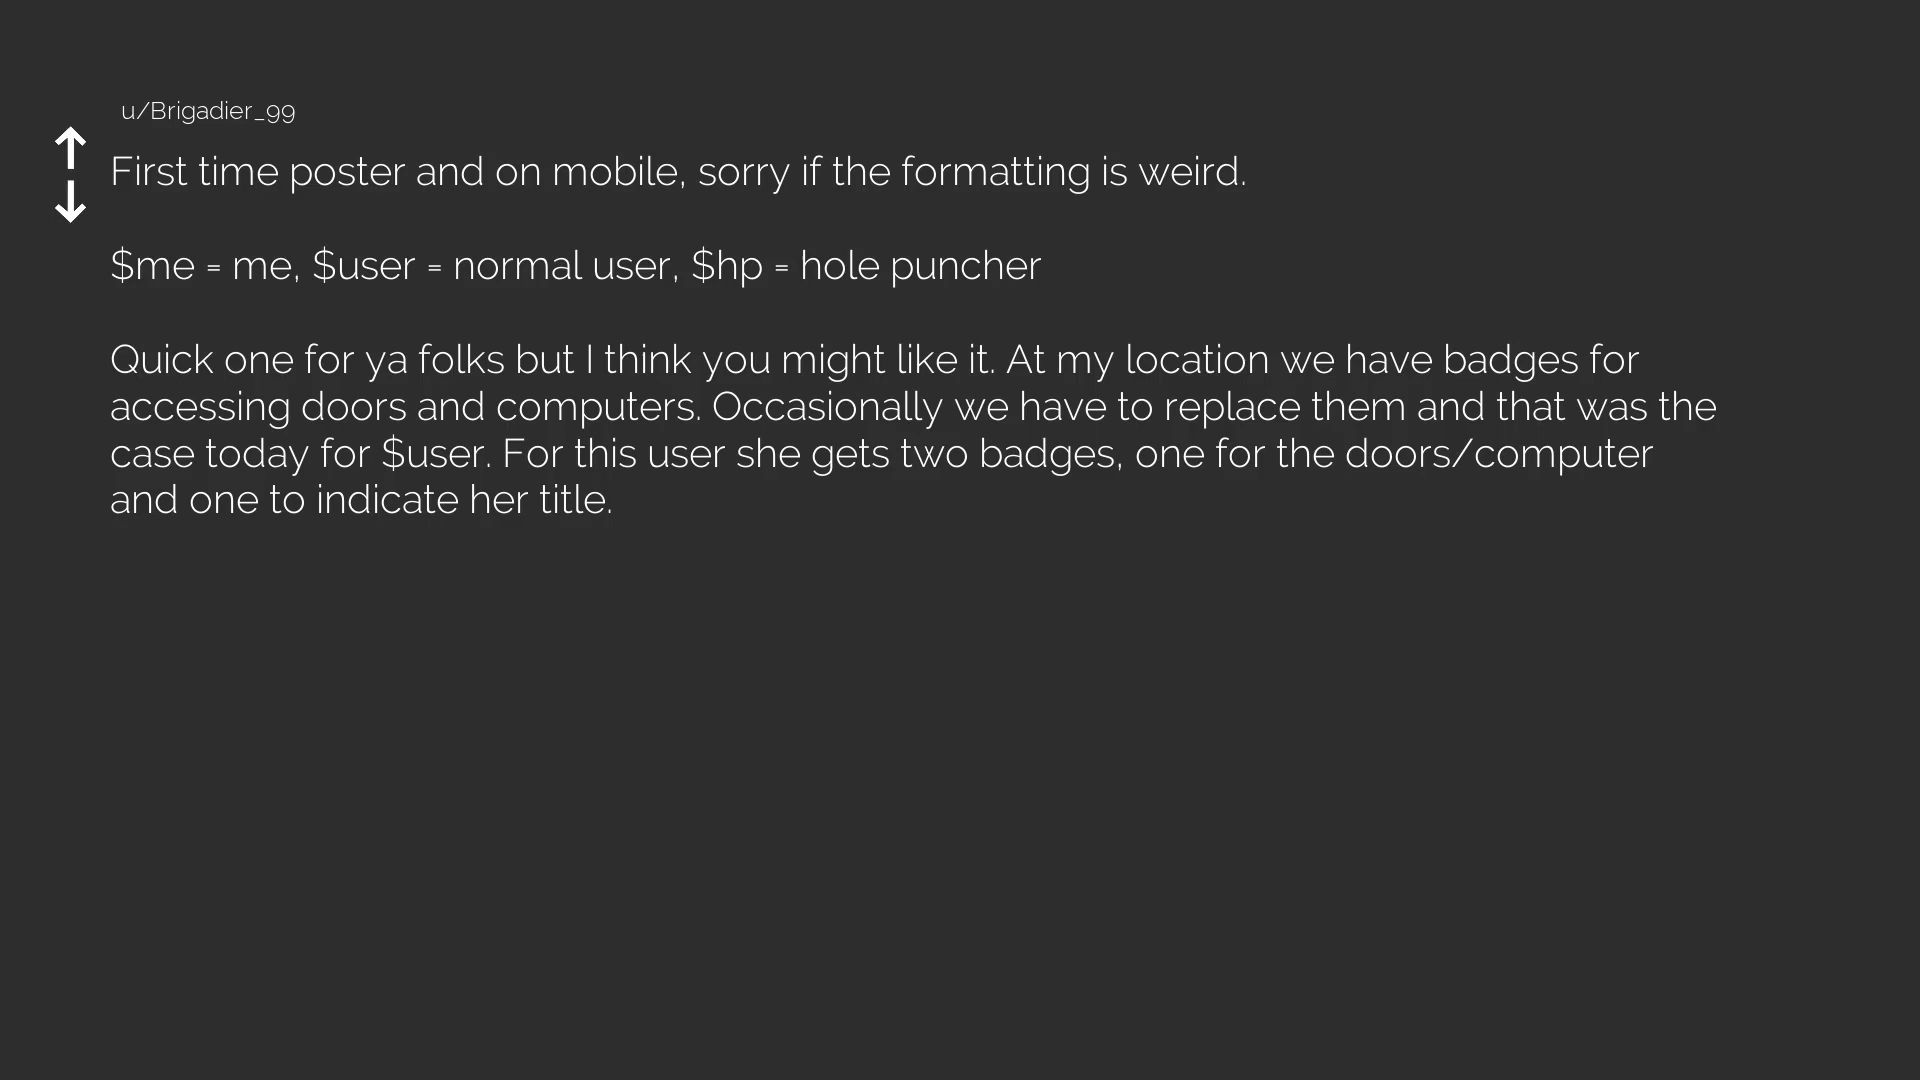 u/Brigadier_99
First time poster and on mobile, sorry if the formatting is weird.
$me = me, $user = normal user, $hp = hole puncher
Quick one for ya folks but I think you might like it. At my location we have badges for
accessing doors and computers. Occasionally we have to replace them and that was the
case today for $user. For this user she gets two badges, one for the doors/computer
and one to indicate her title.